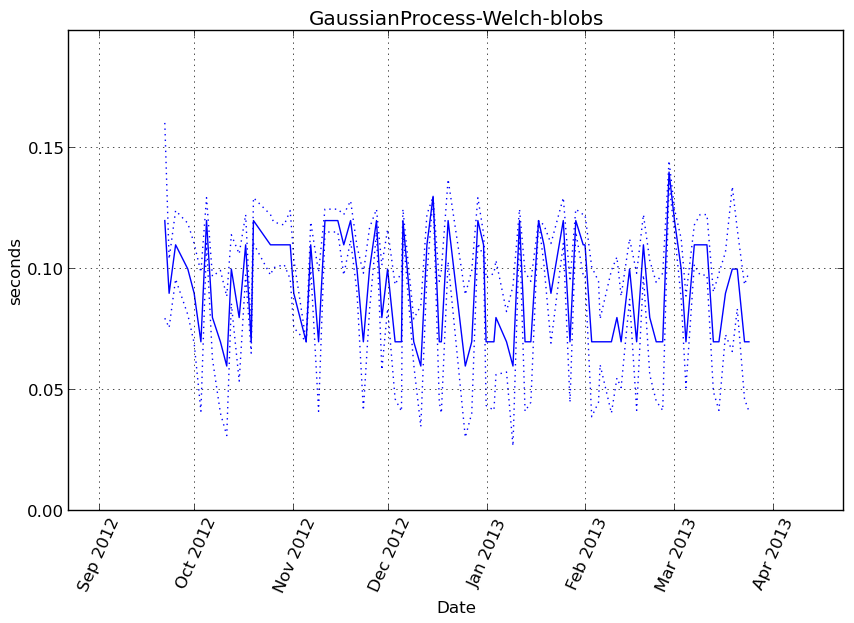 GaussianProcess-Welch-blobs
seconds
0.15
0.10
0.05
0.00
Sep 2012
Oct 2012
Nov 2012
Dec 2012
Jan 2013
Feb 2013
Mar 2013
Apr 2013
Date